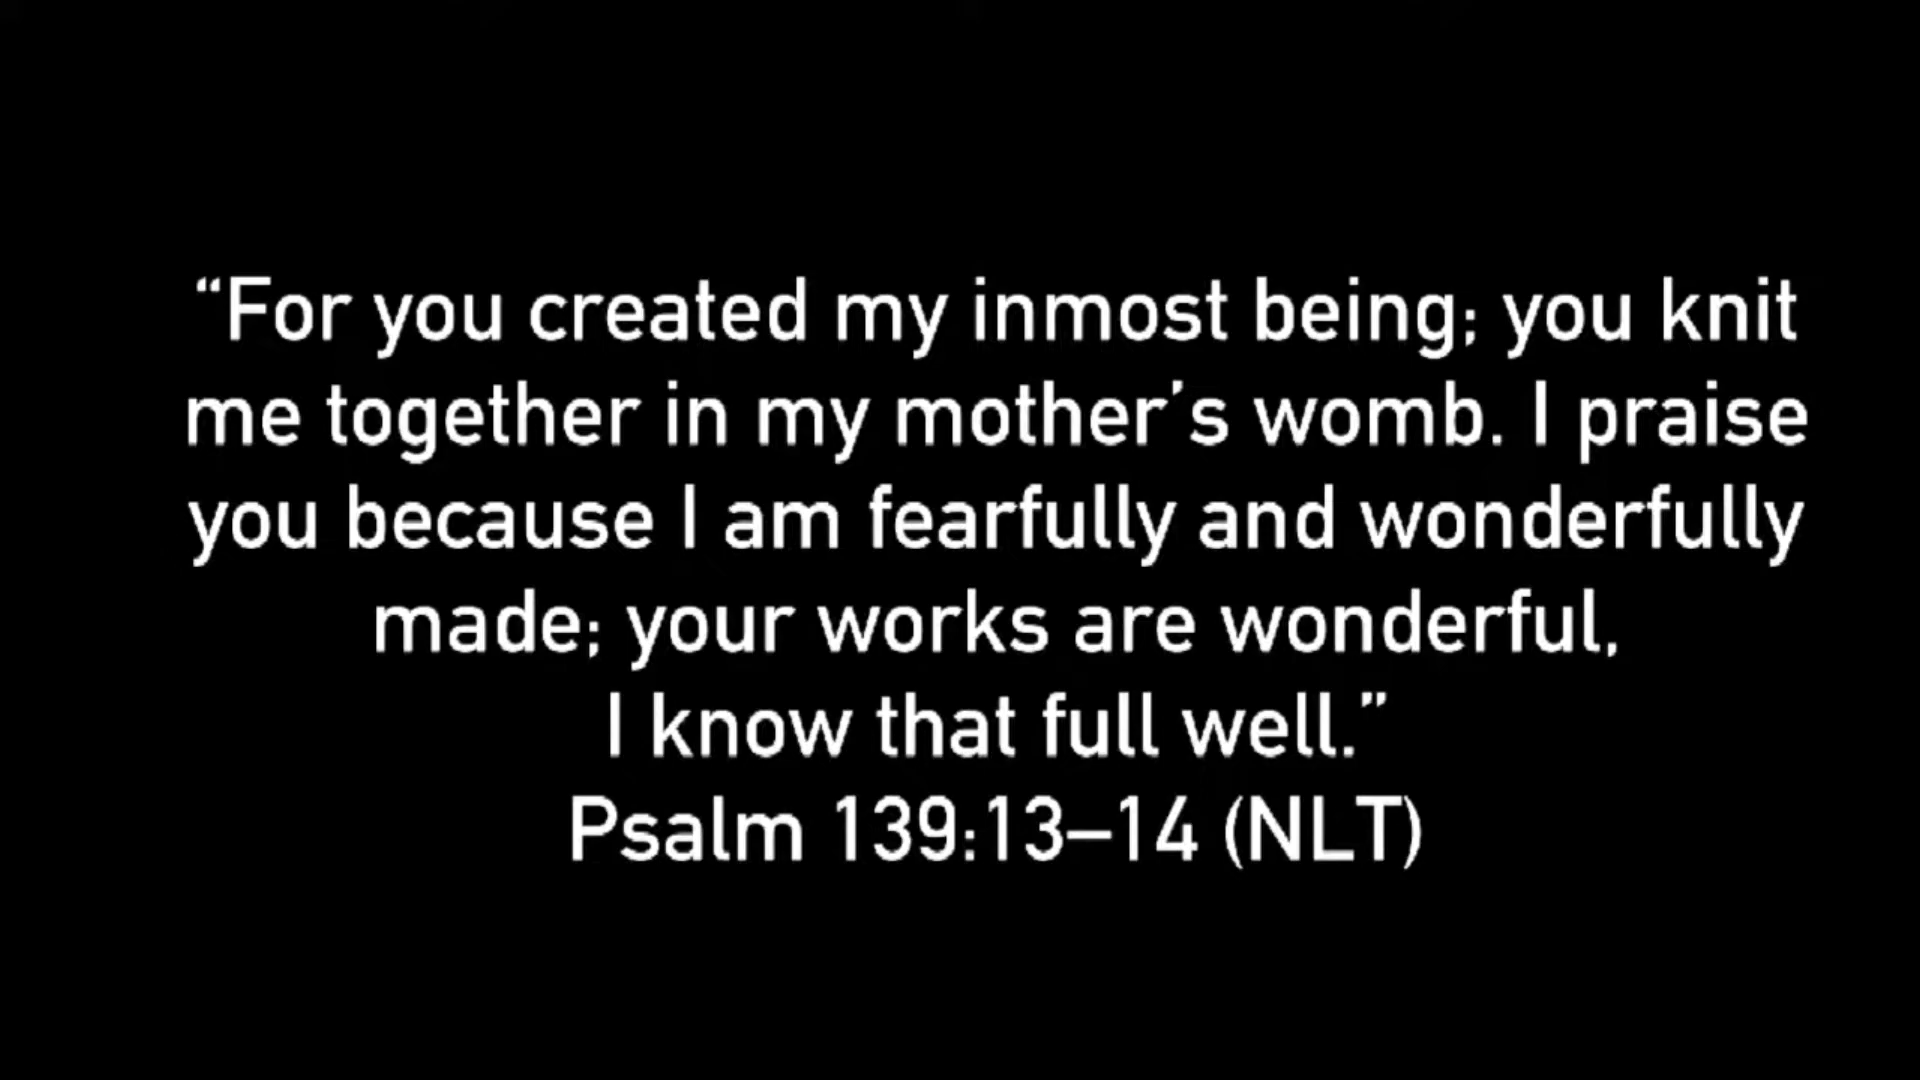 “For you created my inmost being; you knit
me together in my mother’s womb. I praise
you because I am fearfully and wonderfully
made; your works are wonderful,
I know that full well.”
Psalm 139:13–14 (NLT)